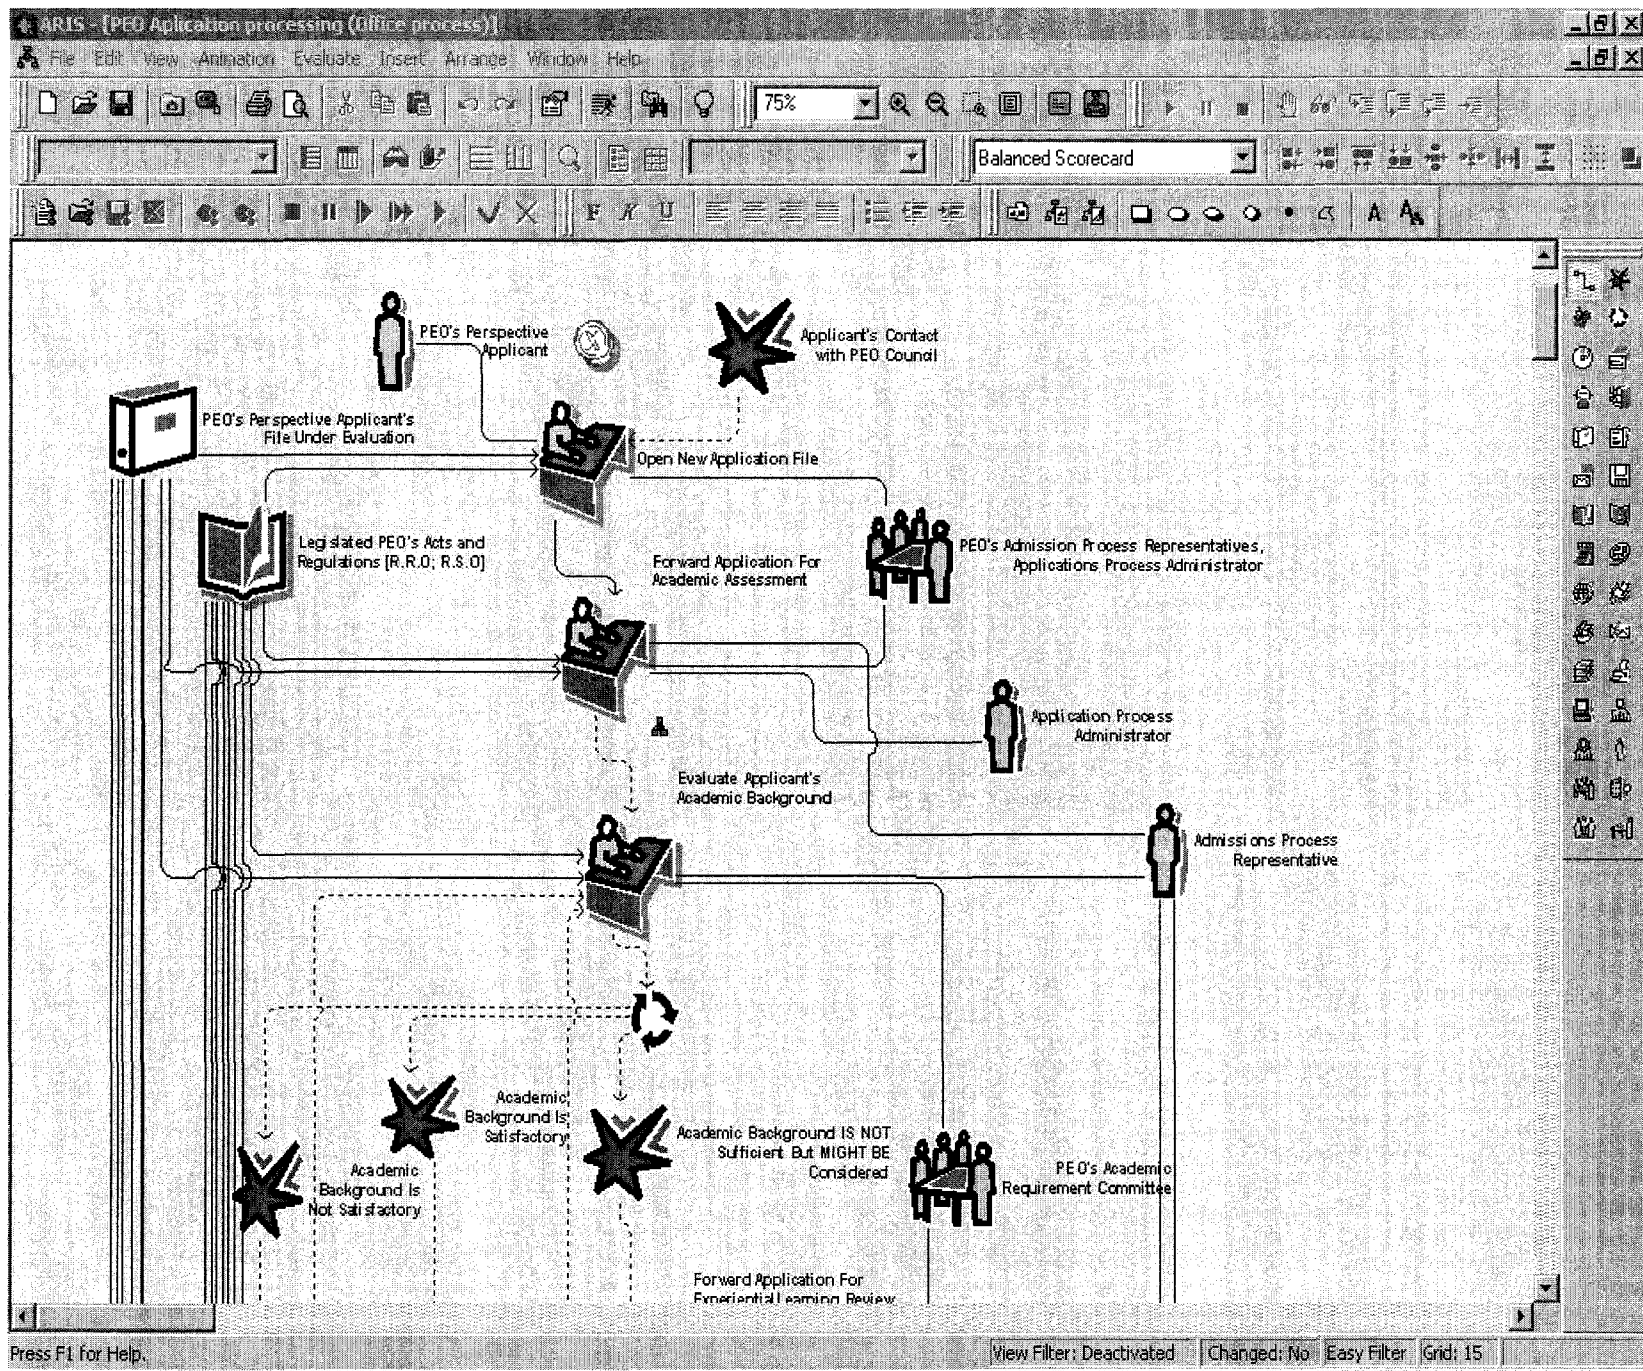 ARIS - [PEO Aplication processing (Office process)]
File Edit View Animation Evaluate Insert Arrange Window Help
75%
Balanced Scorecard
F K U
A A
PEO's Perspective
Applicant
Applicant's Contact
with PEO Council
PEO's Perspective Applicant's
File Under Evaluation
Open New Application File
Legislated PEO's Acts and
Regulations [R.R.O; R.S.O]
Forward Application For
Academic Assessment
PEO's Admission Process Representatives,
Applications Process Administrator
Application Process
Administrator
Evaluate Applicant's
Academic Background
Admissions Process
Representative
Academic
Background Is
Satisfactory
Academic Background IS NOT
Sufficient But MIGHT BE
Considered
Academic
Background Is
Not Satisfactory
PEO's Academic
Requirement Committee
Forward Application For
Experiential Learning Review
Press F1 for Help.
View Filter: Deactivated Changed: No Easy Filter Grid: 15